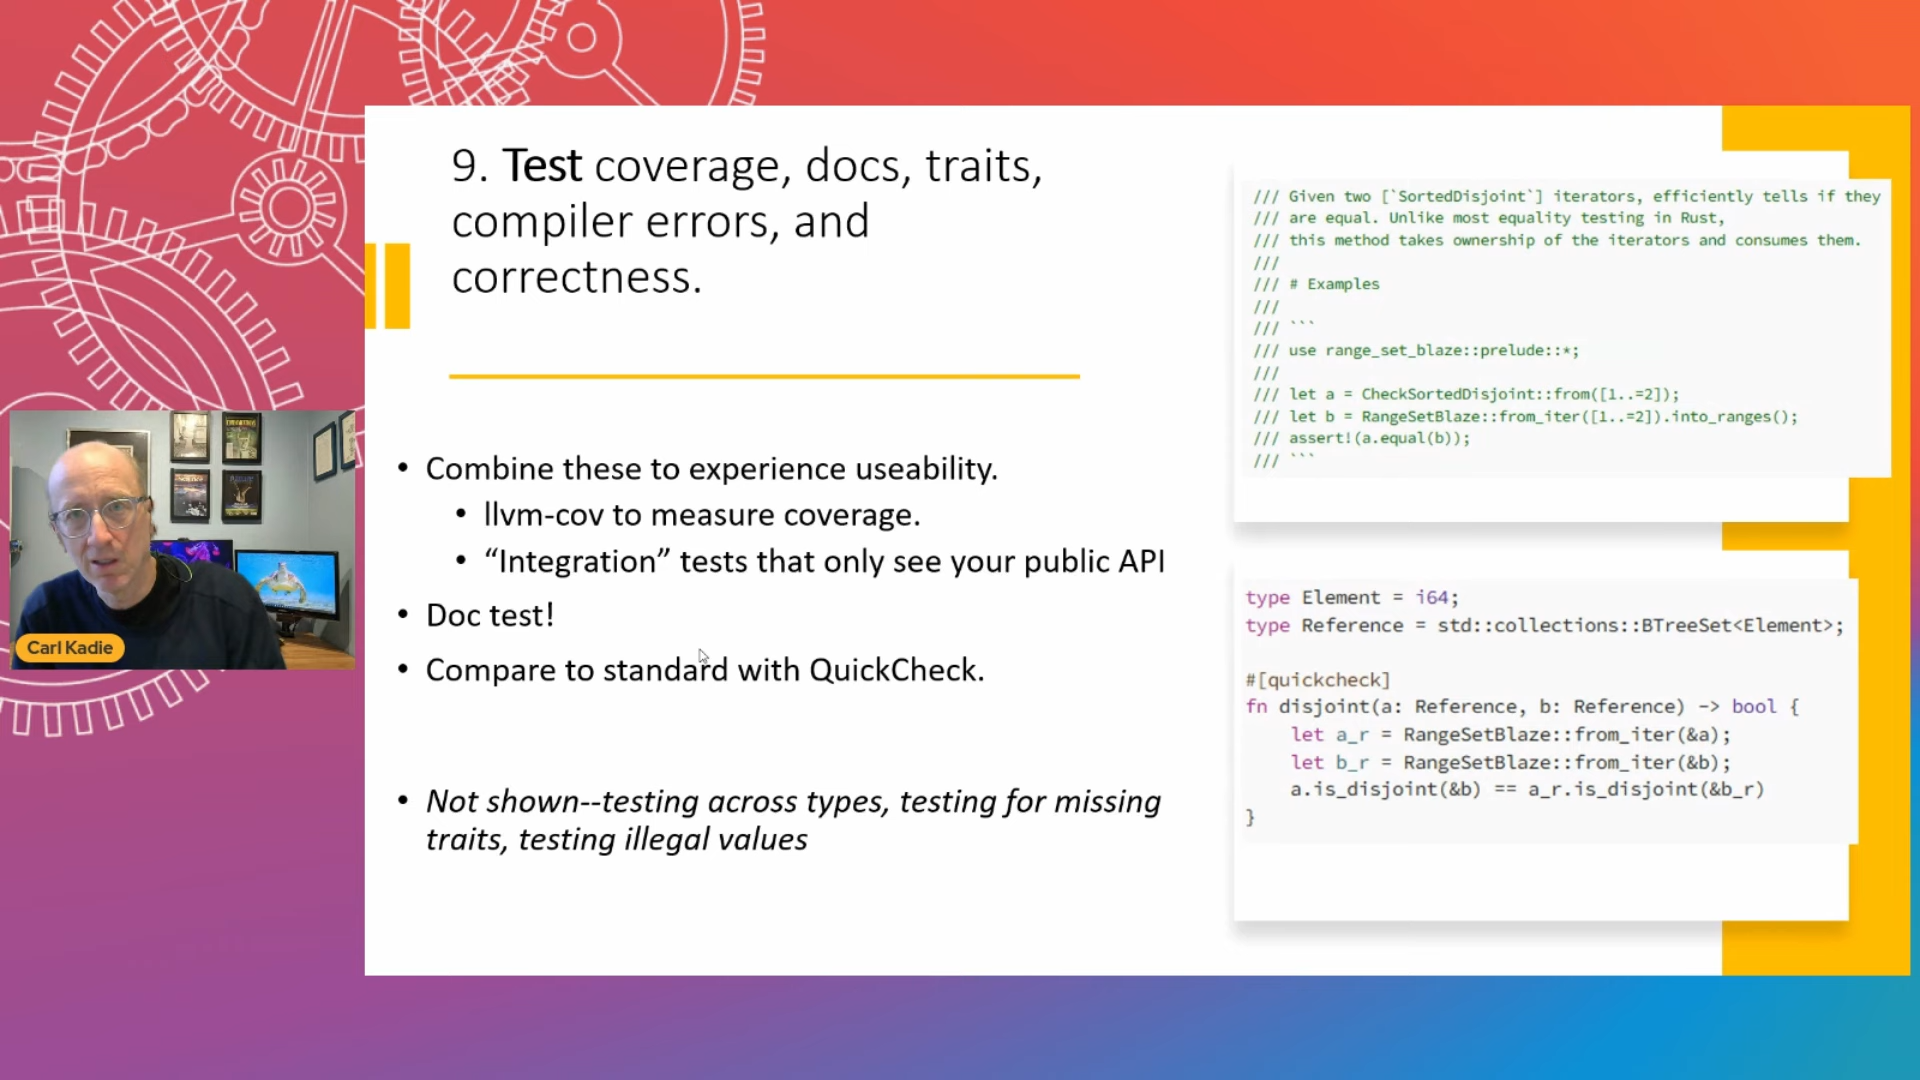 9. Test coverage, docs, traits,
compiler errors, and
correctness.
• Combine these to experience useability.
• llvm-cov to measure coverage.
• “Integration” tests that only see your public API
• Doc test!
• Compare to standard with QuickCheck.
• Not shown--testing across types, testing for missing
traits, testing illegal values
/// Given two [`SortedDisjoint`] iterators, efficiently tells if they
/// are equal. Unlike most equality testing in Rust,
/// this method takes ownership of the iterators and consumes them.
///
/// # Examples
///
/// ```
/// use range_set_blaze::prelude::*;
///
/// let a = CheckSortedDisjoint::from([1..=2]);
/// let b = RangeSetBlaze::from_iter([1..=2]).into_ranges();
/// assert!(a.equal(b));
/// ```
type Element = i64;
type Reference = std::collections::BTreeSet<Element>;
#[quickcheck]
fn disjoint(a: Reference, b: Reference) -> bool {
    let a_r = RangeSetBlaze::from_iter(&a);
    let b_r = RangeSetBlaze::from_iter(&b);
    a.is_disjoint(&b) == a_r.is_disjoint(&b_r)
}
Carl Kadie